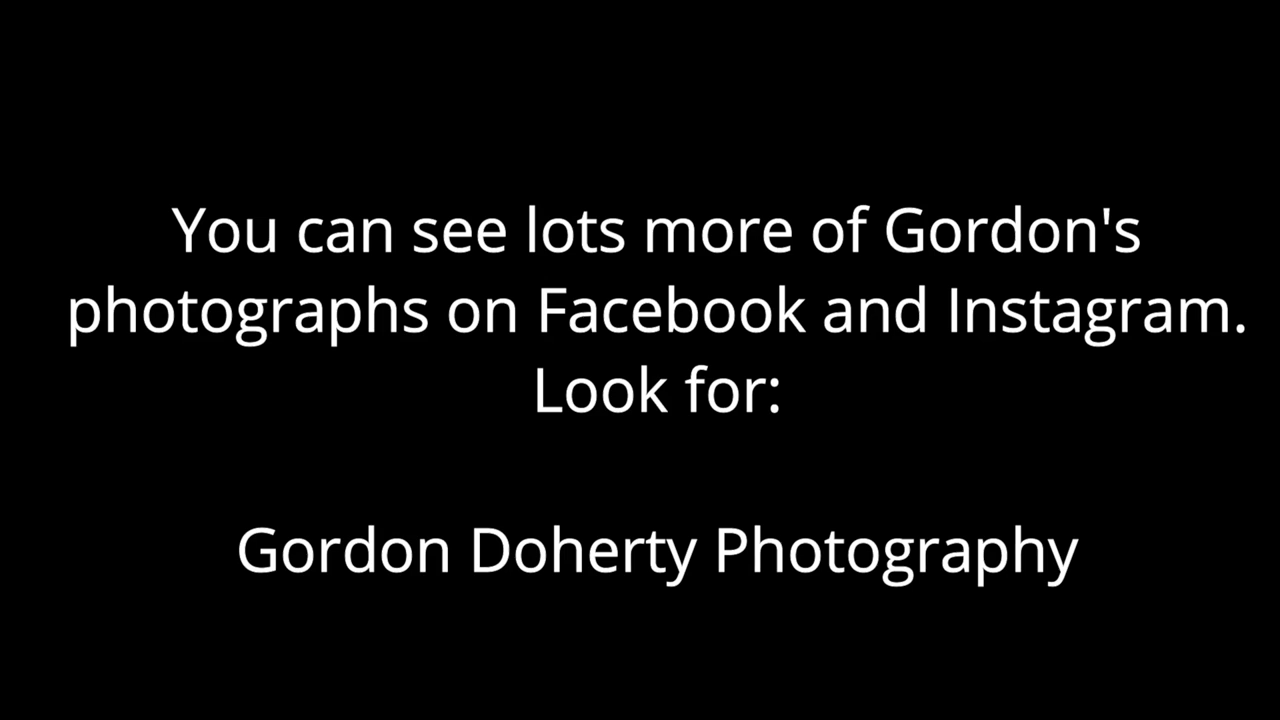 You can see lots more of Gordon's
photographs on Facebook and Instagram.
Look for:
Gordon Doherty Photography